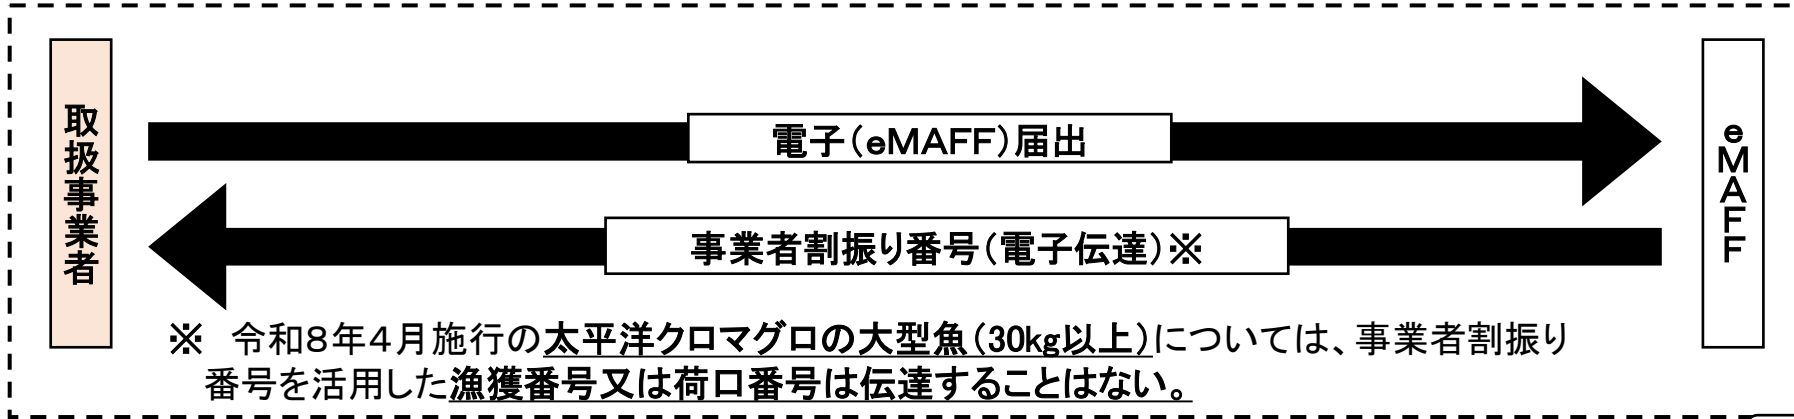 取扱事業者
電子（eMAFF）届出
事業者割振り番号（電子伝達）※
eMAFF
※　令和８年４月施行の太平洋クロマグロの大型魚（30kg以上）については、事業者割振り
番号を活用した漁獲番号又は荷口番号は伝達することはない。